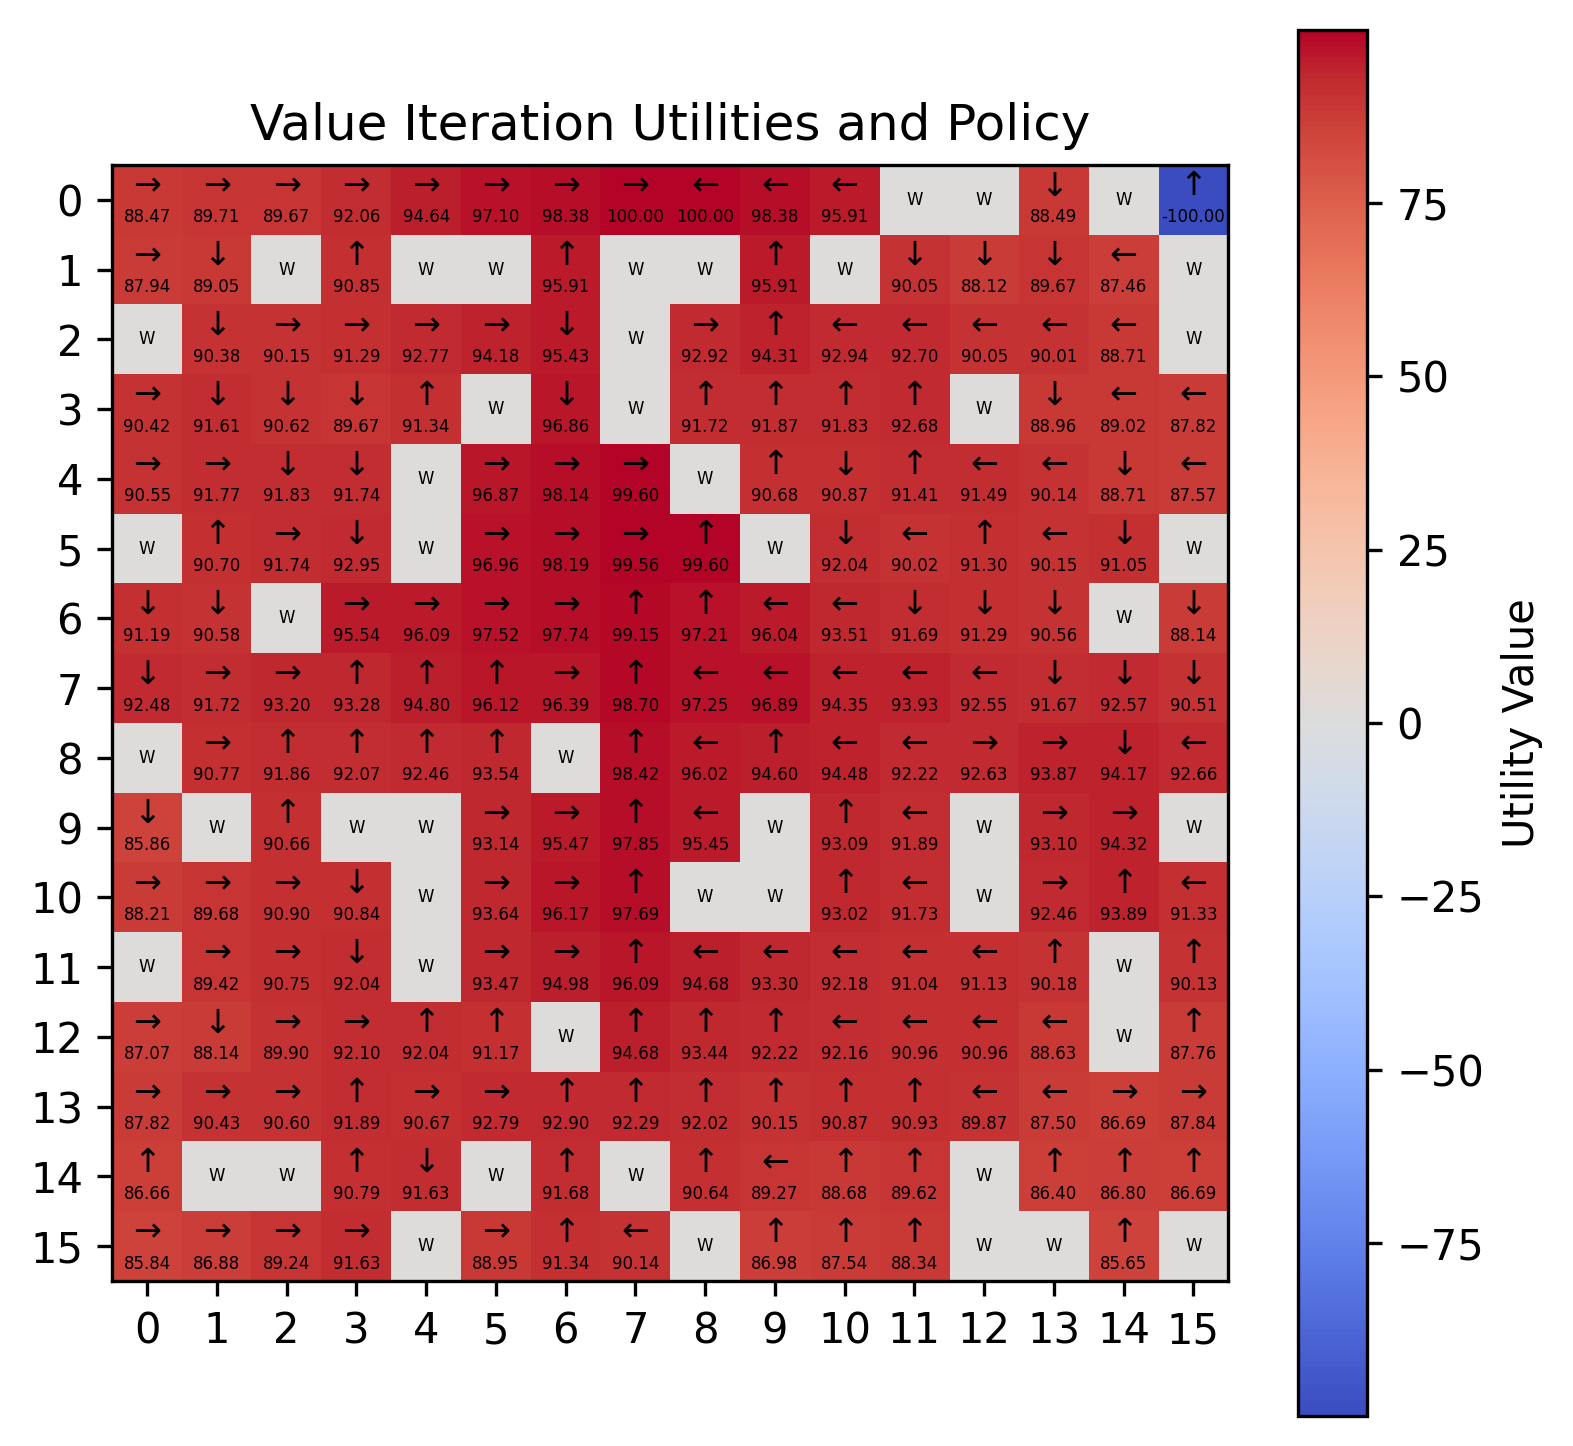 Value Iteration Utilities and Policy
0 → → → → → → → → ← ← ← W W ↓ W ↑
88.47 89.71 89.67 92.06 94.64 97.10 98.38 100.00 100.00 98.38 95.91 88.49 -100.00
1 → ↓ W ↑ W W ↑ W W ↑ W ↓ ↓ ↓ ← W
87.94 89.05 90.85 95.91 95.91 90.05 88.12 89.67 87.46
2 W ↓ → → → → ↓ W → ↑ ← ← ← ← ← W
90.38 90.15 91.29 92.77 94.18 95.43 92.92 94.31 92.94 92.70 90.05 90.01 88.71
3 → ↓ ↓ ↓ ↑ W ↓ W ↑ ↑ ↑ ↑ W ↓ ← ←
90.42 91.61 90.62 89.67 91.34 96.86 91.72 91.87 91.83 92.68 88.96 89.02 87.82
4 → → ↓ ↓ W → → → W ↑ ↓ ↑ ← ← ↓ ←
90.55 91.77 91.83 91.74 96.87 98.14 99.60 90.68 90.87 91.41 91.49 90.14 88.71 87.57
5 W ↑ → ↓ W → → → ↑ W ↓ ← ↑ ← ↓ W
90.70 91.74 92.95 96.96 98.19 99.56 99.60 92.04 90.02 91.30 90.15 91.05
6 ↓ ↓ W → → → → ↑ ↑ ← ← ↓ ↓ ↓ W ↓
91.19 90.58 95.54 96.09 97.52 97.74 99.15 97.21 96.04 93.51 91.69 91.29 90.56 88.14
7 ↓ → → ↑ ↑ ↑ → ↑ ← ← ← ← ← ↓ ↓ ↓
92.48 91.72 93.20 93.28 94.80 96.12 96.39 98.70 97.25 96.89 94.35 93.93 92.55 91.67 92.57 90.51
8 W → ↑ ↑ ↑ ↑ W ↑ ← ↑ ← ← → → ↓ ←
90.77 91.86 92.07 92.46 93.54 98.42 96.02 94.60 94.48 92.22 92.63 93.87 94.17 92.66
9 ↓ W ↑ W W → → ↑ ← W ↑ ← W → → W
85.86 90.66 93.14 95.47 97.85 95.45 93.09 91.89 93.10 94.32
10 → → → ↓ W → → ↑ W W ↑ ← W → ↑ ←
88.21 89.68 90.90 90.84 93.64 96.17 97.69 93.02 91.73 92.46 93.89 91.33
11 W → → ↓ W → → ↑ ← ← ← ← ← ↑ W ↑
89.42 90.75 92.04 93.47 94.98 96.09 94.68 93.30 92.18 91.04 91.13 90.18 90.13
12 → ↓ → → ↑ ↑ W ↑ ↑ ↑ ← ← ← ← W ↑
87.07 88.14 89.90 92.10 92.04 91.17 94.68 93.44 92.22 92.16 90.96 90.96 88.63 87.76
13 → → → ↑ → → ↑ ↑ ↑ ↑ ↑ ↑ ← ← → →
87.82 90.43 90.60 91.89 90.67 92.79 92.90 92.29 92.02 90.15 90.87 90.93 89.87 87.50 86.69 87.84
14 ↑ W W ↑ ↓ W ↑ W ↑ ← ↑ ↑ W ↑ ↑ ↑
86.66 90.79 91.63 91.68 90.64 89.27 88.68 89.62 86.40 86.80 86.69
15 → → → → W → ↑ ← W ↑ ↑ ↑ W W ↑ W
85.84 86.88 89.24 91.63 88.95 91.34 90.14 86.98 87.54 88.34 85.65
0 1 2 3 4 5 6 7 8 9 10 11 12 13 14 15
75
50
25
0
−25
−50
−75
Utility Value